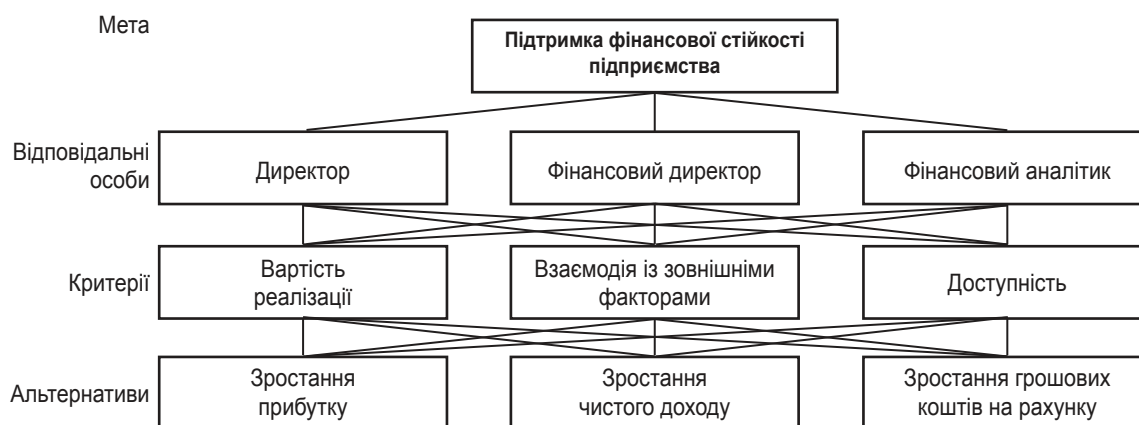 Мета
Підтримка фінансової стійкості
підприємства
Відповідальні
особи
Директор
Фінансовий директор
Фінансовий аналітик
Критерії
Вартість
реалізації
Взаємодія із зовнішніми
факторами
Доступність
Альтернативи
Зростання
прибутку
Зростання
чистого доходу
Зростання грошових
коштів на рахунку